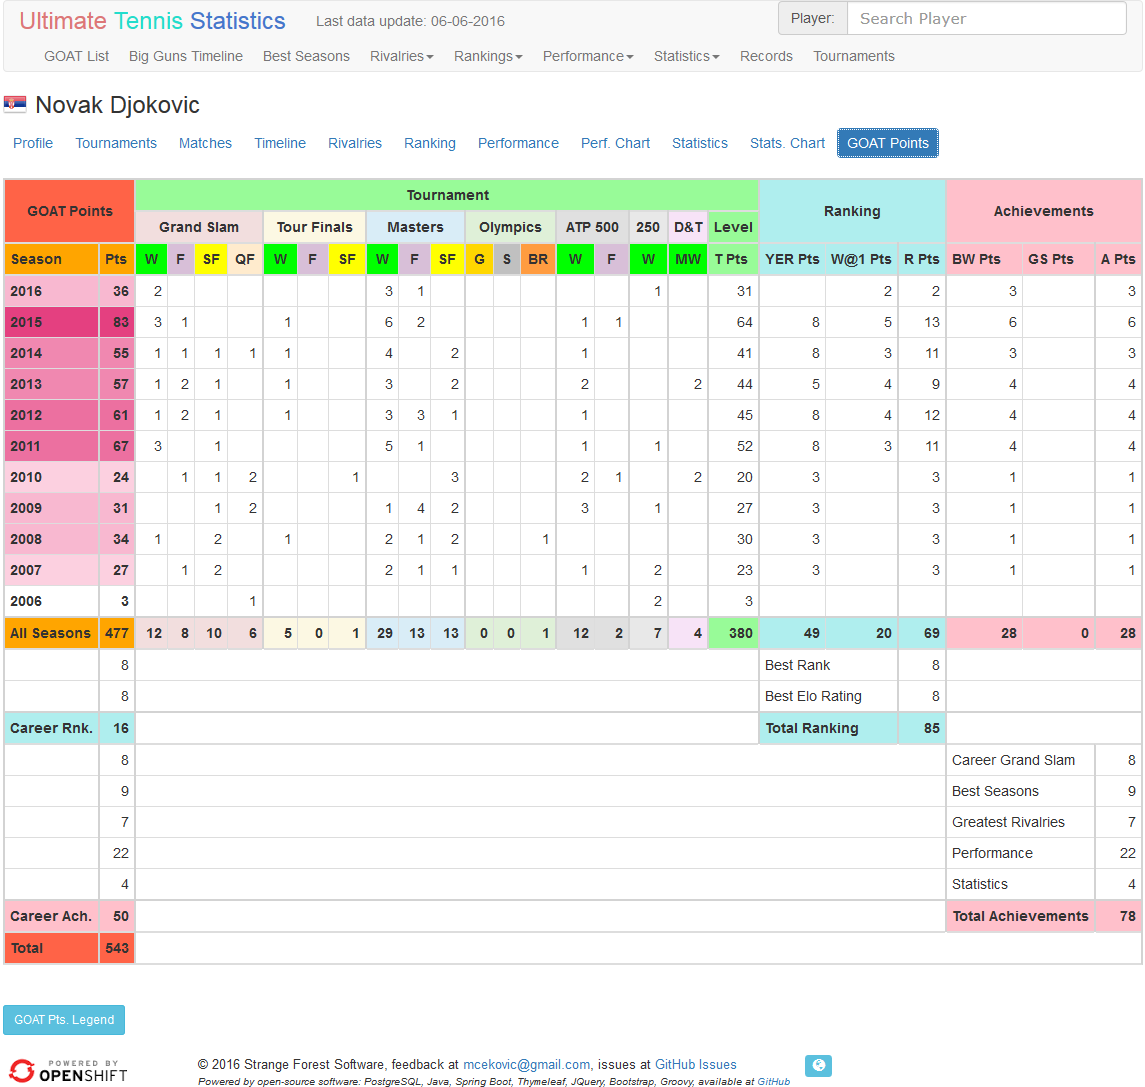 Ultimate Tennis Statistics Last data update: 06-06-2016 Player: Search Player
GOAT List Big Guns Timeline Best Seasons Rivalries Rankings Performance Statistics Records Tournaments
Novak Djokovic
Profile Tournaments Matches Timeline Rivalries Ranking Performance Perf. Chart Statistics Stats. Chart GOAT Points
GOAT Points Tournament Ranking Achievements
Grand Slam Tour Finals Masters Olympics ATP 500 250 D&T Level
Season Pts W F SF QF W F SF W F SF G S BR W F W MW T Pts YER Pts W@1 Pts R Pts BW Pts GS Pts A Pts
2016 36 2 3 1 1 31 2 2 3 3
2015 83 3 1 1 6 2 1 1 64 8 5 13 6 6
2014 55 1 1 1 1 1 4 2 1 41 8 3 11 3 3
2013 57 1 2 1 1 3 2 2 2 44 5 4 9 4 4
2012 61 1 2 1 1 3 3 1 1 45 8 4 12 4 4
2011 67 3 1 5 1 1 1 52 8 3 11 4 4
2010 24 1 1 2 1 3 2 1 2 20 3 3 1 1
2009 31 1 2 1 4 2 3 1 27 3 3 1 1
2008 34 1 2 1 2 1 2 1 30 3 3 1 1
2007 27 1 2 2 1 1 1 2 23 3 3 1 1
2006 3 1 2 3
All Seasons 477 12 8 10 6 5 0 1 29 13 13 0 0 1 12 2 7 4 380 49 20 69 28 0 28
8 Best Rank 8
8 Best Elo Rating 8
Career Rnk. 16 Total Ranking 85
8 Career Grand Slam 8
9 Best Seasons 9
7 Greatest Rivalries 7
22 Performance 22
4 Statistics 4
Career Ach. 50 Total Achievements 78
Total 543
GOAT Pts. Legend
POWERED BY
OPENSHIFT
© 2016 Strange Forest Software, feedback at mcekovic@gmail.com, issues at GitHub Issues
Powered by open-source software: PostgreSQL, Java, Spring Boot, Thymeleaf, JQuery, Bootstrap, Groovy, available at GitHub